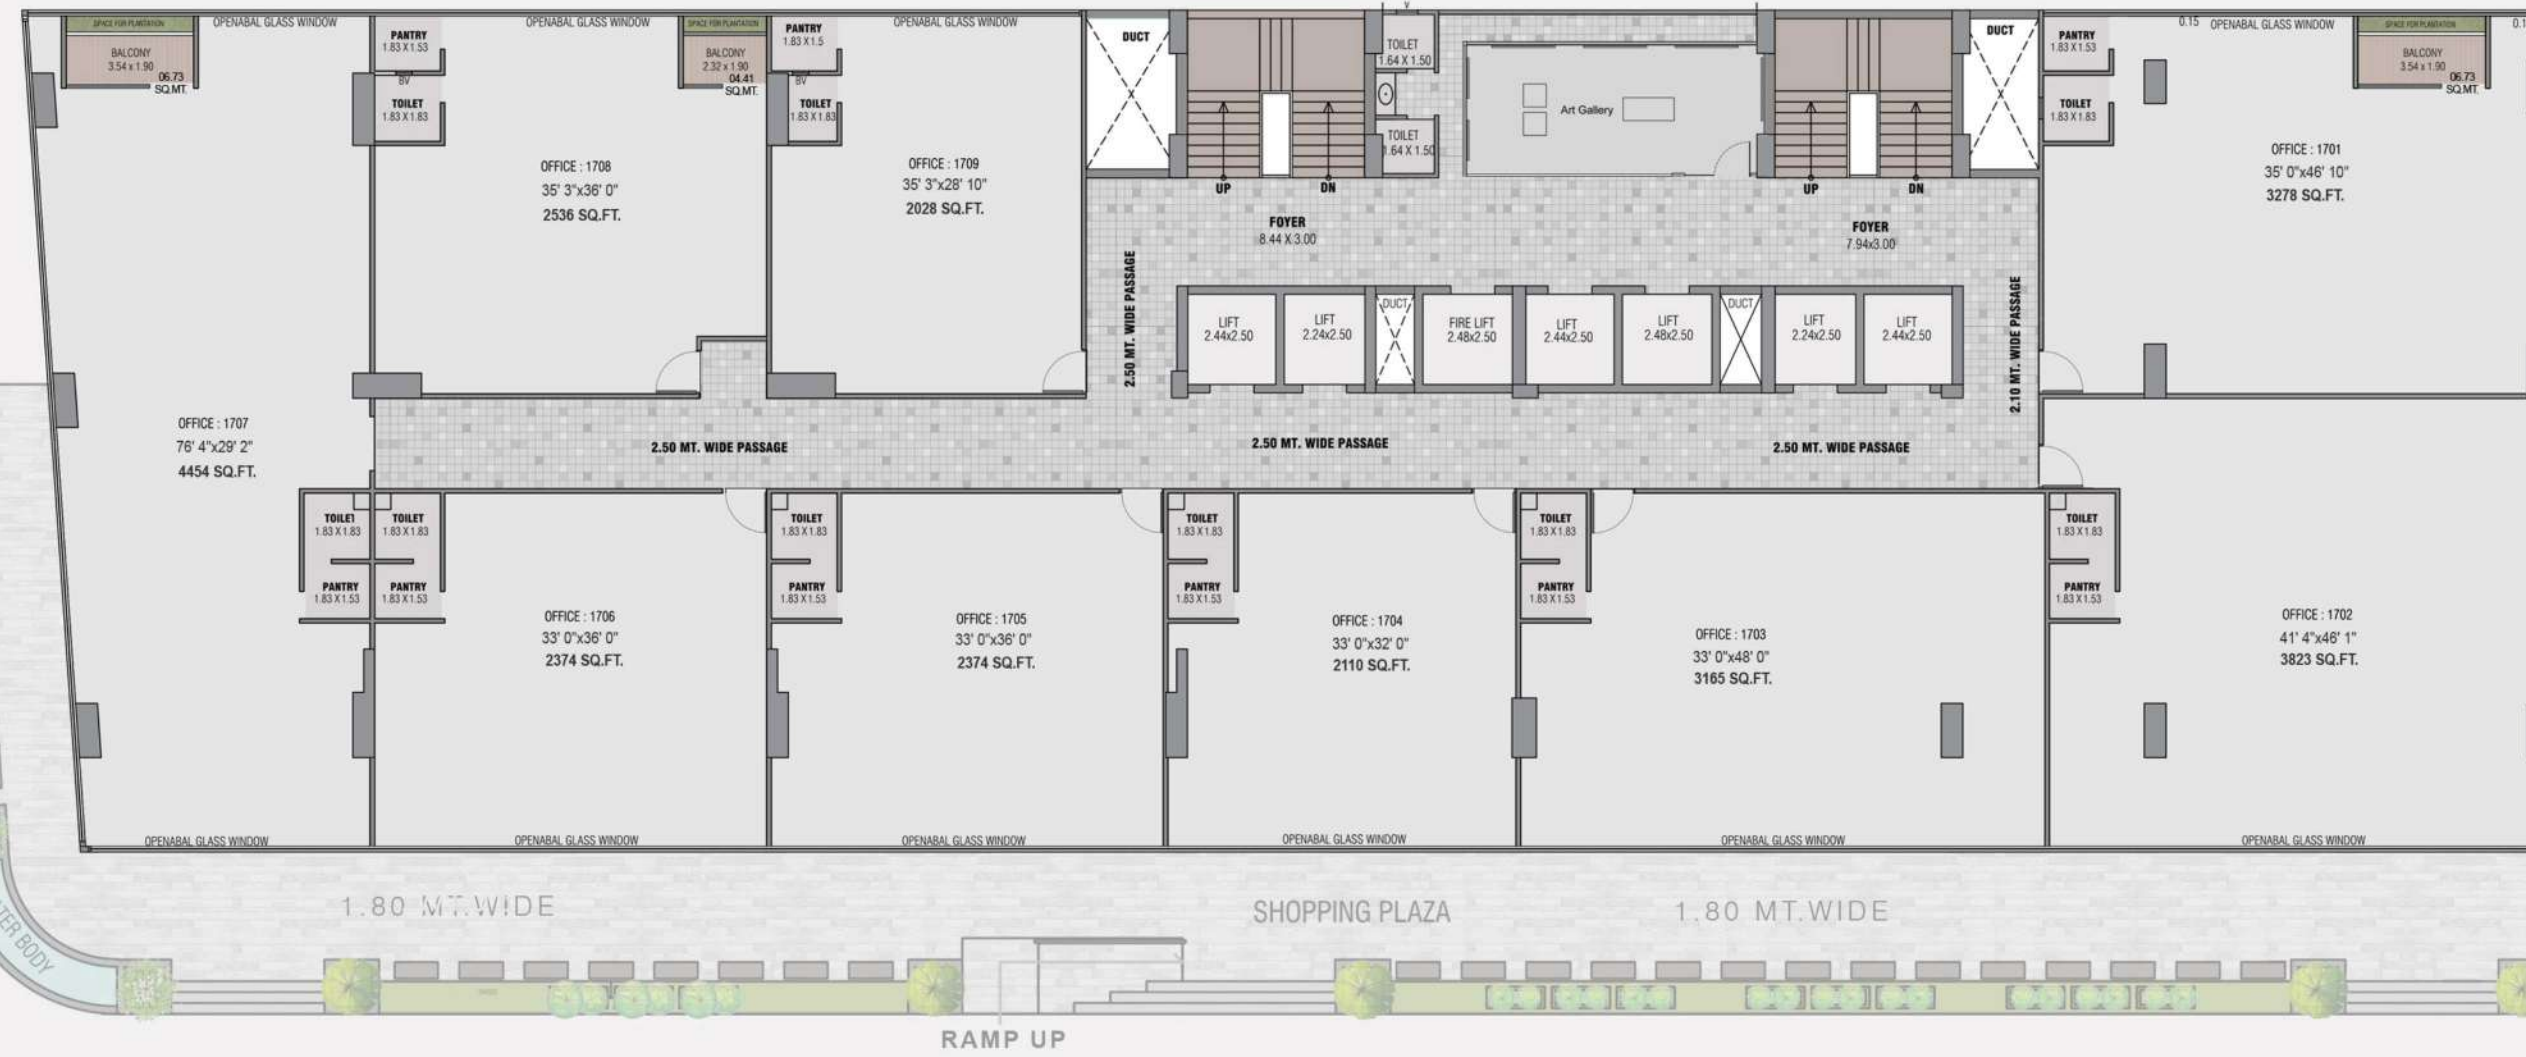 SPACE FOR PLANTATION
OPENABAL GLASS WINDOW
BALCONY
3.54 x 1.90
06.73
SQ.MT.
PANTRY
1.83 X 1.53
BV
TOILET
1.83 X 1.83
OPENABAL GLASS WINDOW
SPACE FOR PLANTATION
BALCONY
2.32 x 1.90
04.41
SQ.MT.
PANTRY
1.83 X 1.5
BV
TOILET
1.83 X 1.83
OPENABAL GLASS WINDOW
DUCT
V
TOILET
1.64 X 1.50
TOILET
1.64 X 1.50
Art Gallery
DUCT
PANTRY
1.83 X 1.53
TOILET
1.83 X 1.83
0.15
OPENABAL GLASS WINDOW
SPACE FOR PLANTATION
BALCONY
3.54 x 1.90
06.73
SQ.MT.
OFFICE : 1708
35' 3"x36' 0"
2536 SQ.FT.
OFFICE : 1709
35' 3"x28' 10"
2028 SQ.FT.
OFFICE : 1701
35' 0"x46' 10"
3278 SQ.FT.
UP
DN
UP
DN
FOYER
8.44 X 3.00
FOYER
7.94x3.00
2.50 MT. WIDE PASSAGE
2.10 MT. WIDE PASSAGE
LIFT
2.44x2.50
LIFT
2.24x2.50
DUCT
FIRE LIFT
2.48x2.50
LIFT
2.44x2.50
LIFT
2.48x2.50
DUCT
LIFT
2.24x2.50
LIFT
2.44x2.50
OFFICE : 1707
76' 4"x29' 2"
4454 SQ.FT.
2.50 MT. WIDE PASSAGE
2.50 MT. WIDE PASSAGE
2.50 MT. WIDE PASSAGE
TOILET
1.83 X 1.83
TOILET
1.83 X 1.83
TOILET
1.83 X 1.83
TOILET
1.83 X 1.83
TOILET
1.83 X 1.83
TOILET
1.83 X 1.83
PANTRY
1.83 X 1.53
PANTRY
1.83 X 1.53
PANTRY
1.83 X 1.53
PANTRY
1.83 X 1.53
PANTRY
1.83 X 1.53
PANTRY
1.83 X 1.53
OFFICE : 1706
33' 0"x36' 0"
2374 SQ.FT.
OFFICE : 1705
33' 0"x36' 0"
2374 SQ.FT.
OFFICE : 1704
33' 0"x32' 0"
2110 SQ.FT.
OFFICE : 1703
33' 0"x48' 0"
3165 SQ.FT.
OFFICE : 1702
41' 4"x46' 1"
3823 SQ.FT.
OPENABAL GLASS WINDOW
OPENABAL GLASS WINDOW
OPENABAL GLASS WINDOW
OPENABAL GLASS WINDOW
OPENABAL GLASS WINDOW
OPENABAL GLASS WINDOW
1.80 MT.WIDE
SHOPPING PLAZA
1.80 MT.WIDE
BODY
RAMP UP